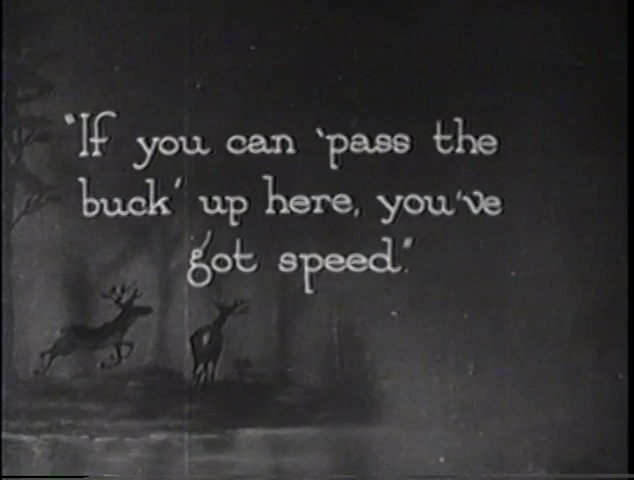 "If you can 'pass the
buck' up here, you've
got speed."